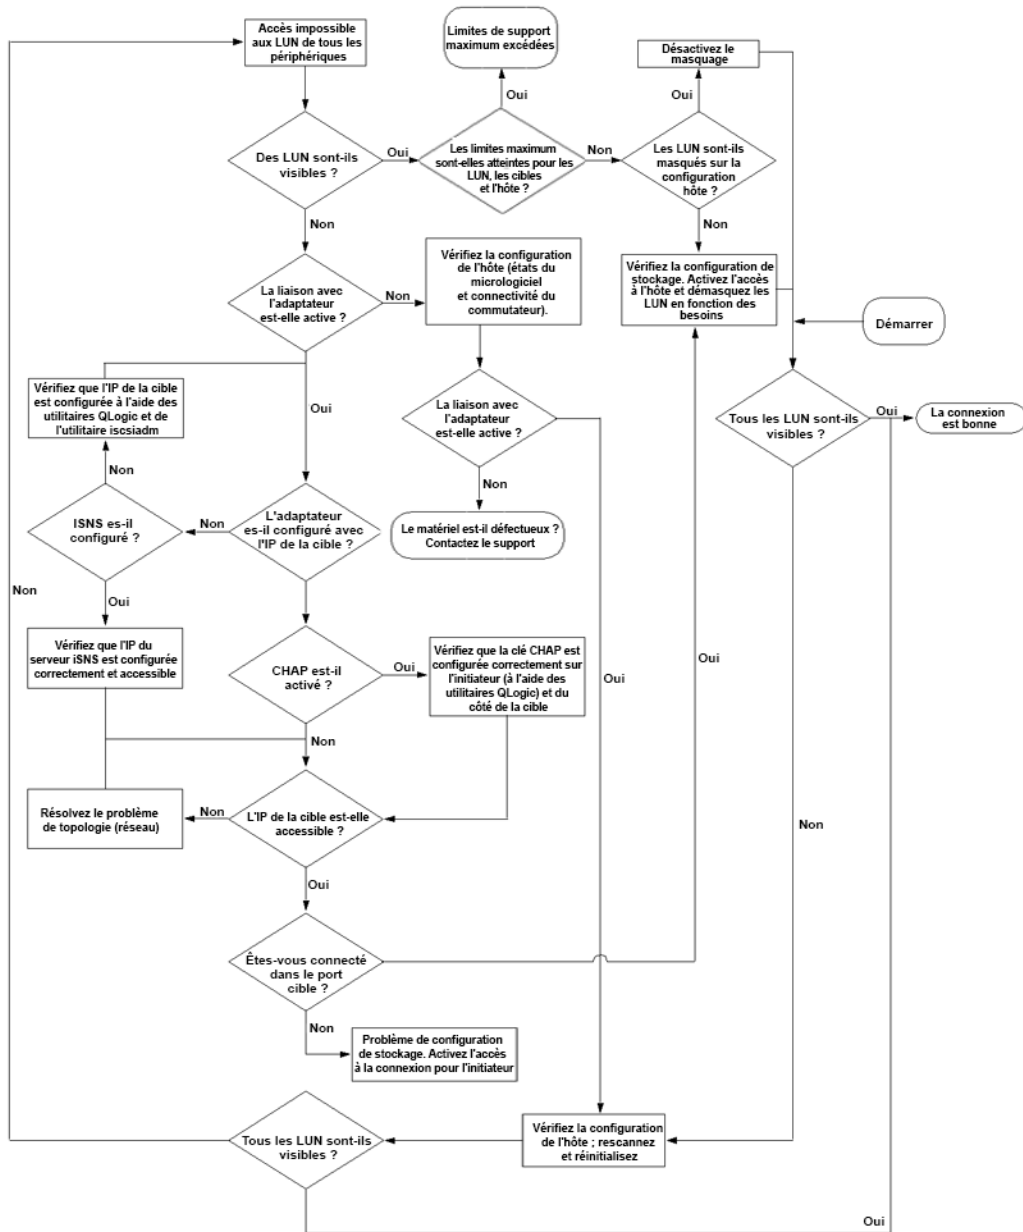 Accès impossible
aux LUN de tous les
périphériques
Limites de support
maximum excédées
Désactivez le
masquage
Oui
Oui
Des LUN sont-ils
visibles ?
Oui
Les limites maximum
sont-elles atteintes pour les
LUN, les cibles
et l'hôte ?
Non
Les LUN sont-ils
masqués sur la
configuration
hôte ?
Non
Non
La liaison avec
l'adaptateur
est-elle active ?
Non
Vérifiez la configuration
de l'hôte (états du
micrologiciel
et connectivité du
commutateur).
Vérifiez la configuration de
stockage. Activez l'accès
à l'hôte et démasquez les
LUN en fonction des
besoins
Démarrer
Vérifiez que l'IP de la cible
est configurée à l'aide des
utilitaires QLogic et de
l'utilitaire iscsiadm
Oui
La liaison avec
l'adaptateur
est-elle active ?
Tous les LUN sont-ils
visibles ?
Oui
La connexion
est bonne
Non
Non
ISNS es-il
configuré ?
Non
L'adaptateur
es-il configuré avec
l'IP de la cible ?
Le matériel est-il défectueux ?
Contactez le support
Non
Oui
Vérifiez que l'IP du
serveur iSNS est configurée
correctement et accessible
CHAP est-il
activé ?
Oui
Vérifiez que la clé CHAP est
configurée correctement sur
l'initiateur (à l'aide des
utilitaires QLogic) et du
côté de la cible
Oui
Oui
Non
Résolvez le problème
de topologie (réseau)
Non
L'IP de la cible est-elle
accessible ?
Non
Oui
Êtes-vous connecté
dans le port
cible ?
Non
Problème de configuration
de stockage. Activez l'accès
à la connexion pour l'initiateur
Tous les LUN sont-ils
visibles ?
Vérifiez la configuration
de l'hôte ; rescannez
et réinitialisez
Oui